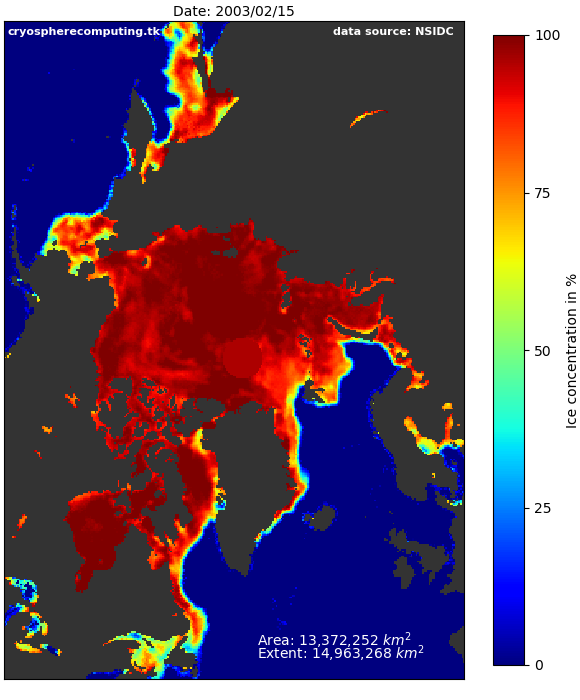 Date: 2003/02/15
cryospherecomputing.tk
data source: NSIDC
100
75
50
25
0
Ice concentration in %
Area: 13,372,252 km²
Extent: 14,963,268 km²